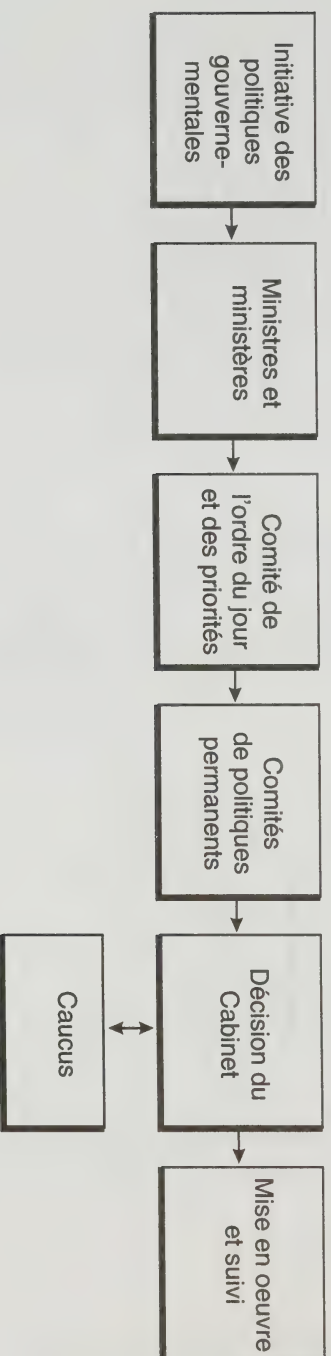 Initiative des
politiques
gouverne-
mentales
Ministres et
ministères
Comité de
l'ordre du jour
et des priorités
Comités
de politiques
permanents
Décision du
Cabinet
Caucus
Mise en oeuvre
et suivi